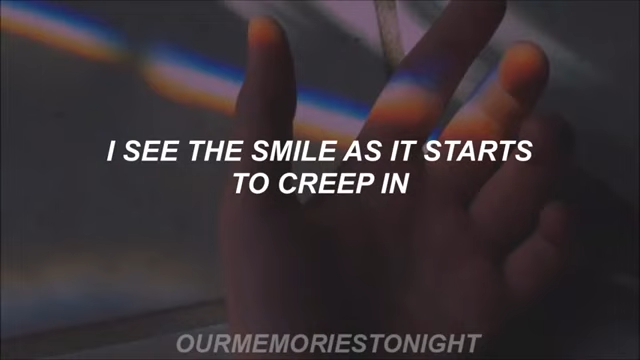 I SEE THE SMILE AS IT STARTS
TO CREEP IN
OURMEMORIESTONIGHT